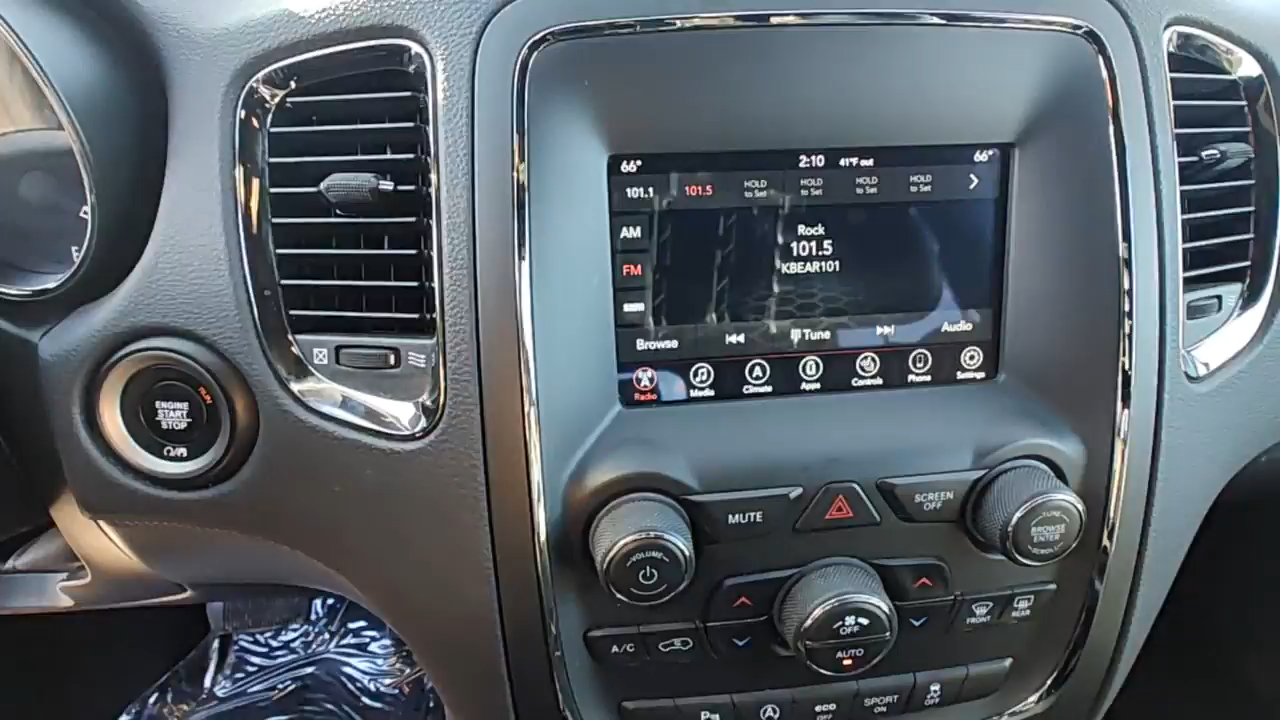 66° 2:10 41°F out 66°
101.1 101.5 HOLD to Set HOLD to Set HOLD to Set HOLD to Set
AM
Rock
101.5
FM
KBEAR101
Browse Tune Audio
Radio Media Climate Apps Controls Phone Settings
RUN
ENGINE
START
STOP
MUTE
SCREEN
OFF
TUNE
BROWSE
ENTER
SCROLL
VOLUME
OFF
AUTO
A/C
FRONT
REAR
eco
OFF
SPORT
ON
OFF